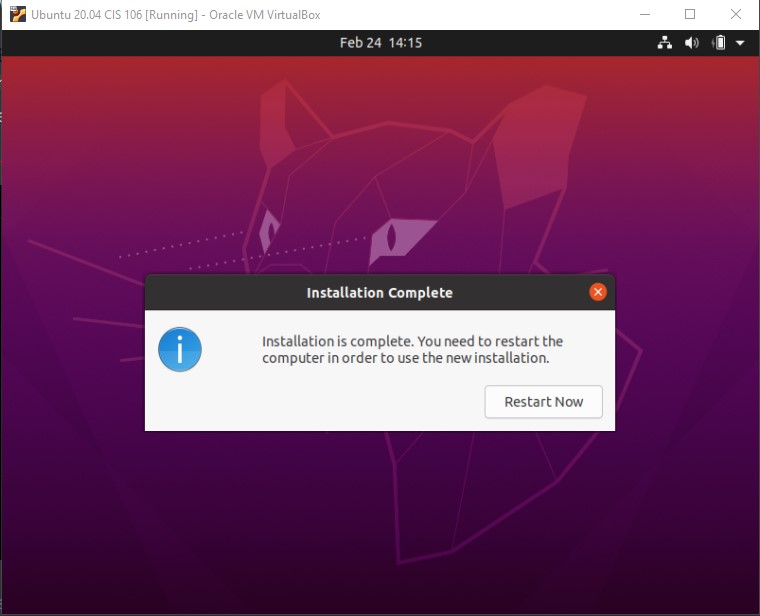 Ubuntu 20.04 CIS 106 [Running] - Oracle VM VirtualBox
Feb 24 14:15
Installation Complete
Installation is complete. You need to restart the
computer in order to use the new installation.
Restart Now